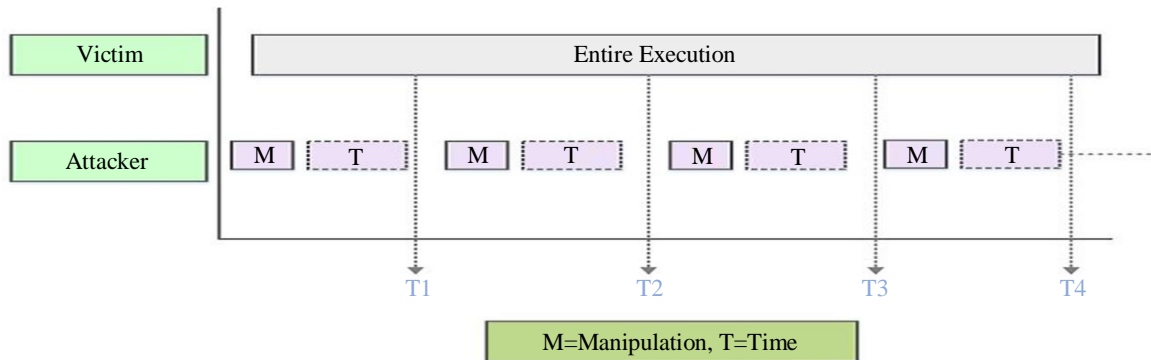 Victim
Entire Execution
Attacker
M T M T M T M T
T1 T2 T3 T4
M=Manipulation, T=Time